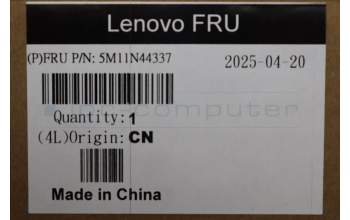 Lenovo FRU
(P)FRU P/N: 5M11N44337
2025-04-20
Quantity:1
(4L)Origin:CN
Made in China